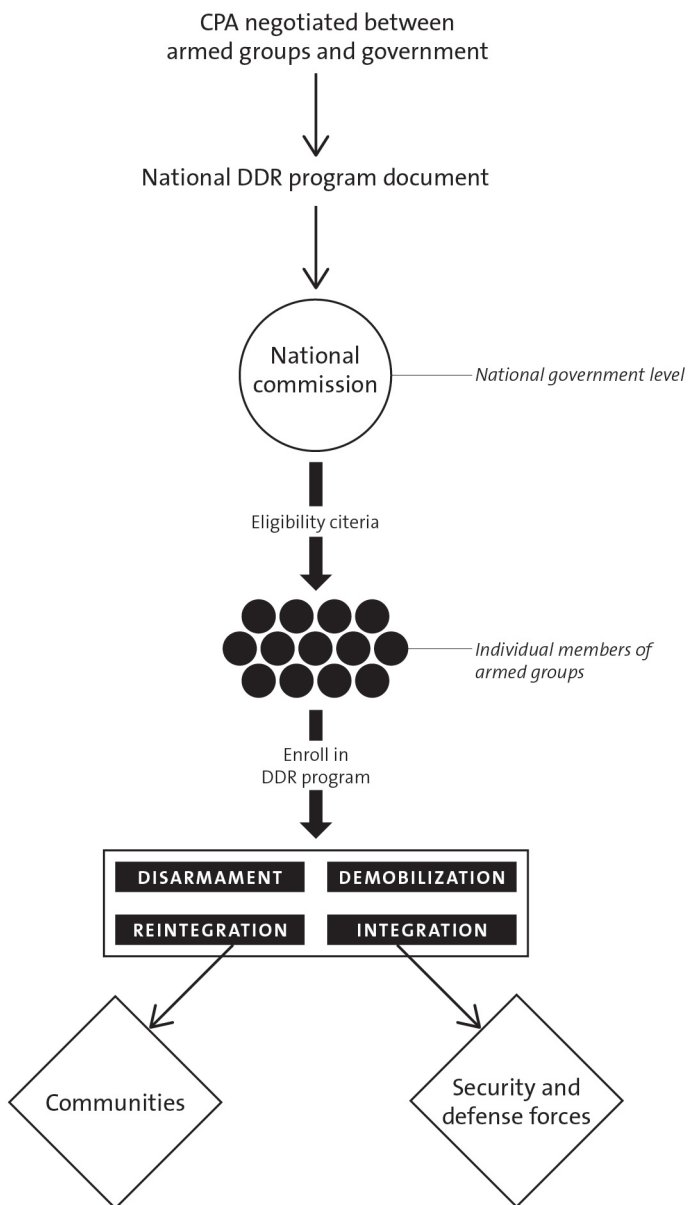 CPA negotiated between
armed groups and government
National DDR program document
National
commission
National government level
Eligibility citeria
Individual members of
armed groups
Enroll in
DDR program
DISARMAMENT
DEMOBILIZATION
REINTEGRATION
INTEGRATION
Communities
Security and
defense forces